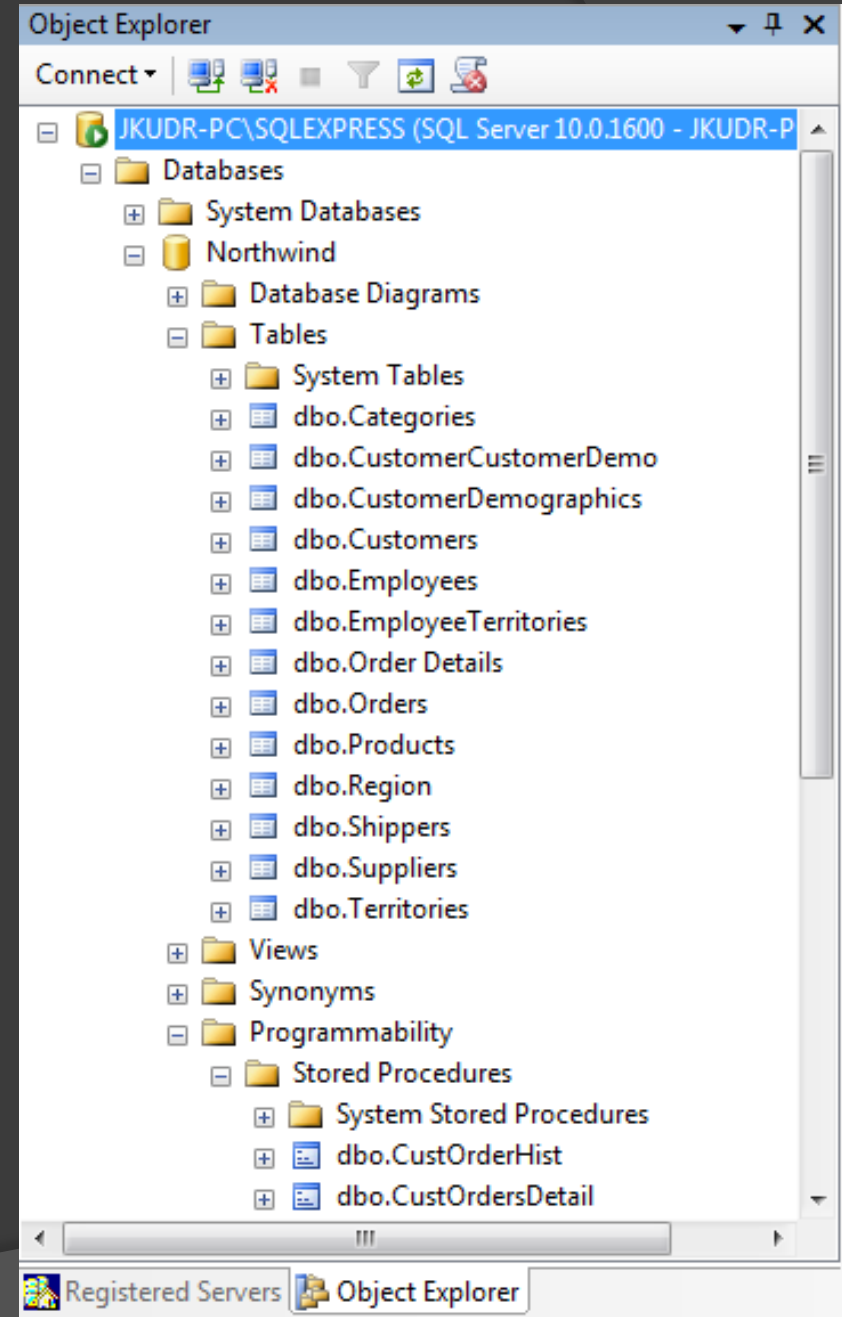 Object Explorer
Connect
JKUDR-PC\SQLEXPRESS (SQL Server 10.0.1600 - JKUDR-P
Databases
System Databases
Northwind
Database Diagrams
Tables
System Tables
dbo.Categories
dbo.CustomerCustomerDemo
dbo.CustomerDemographics
dbo.Customers
dbo.Employees
dbo.EmployeeTerritories
dbo.Order Details
dbo.Orders
dbo.Products
dbo.Region
dbo.Shippers
dbo.Suppliers
dbo.Territories
Views
Synonyms
Programmability
Stored Procedures
System Stored Procedures
dbo.CustOrderHist
dbo.CustOrdersDetail
Registered Servers Object Explorer